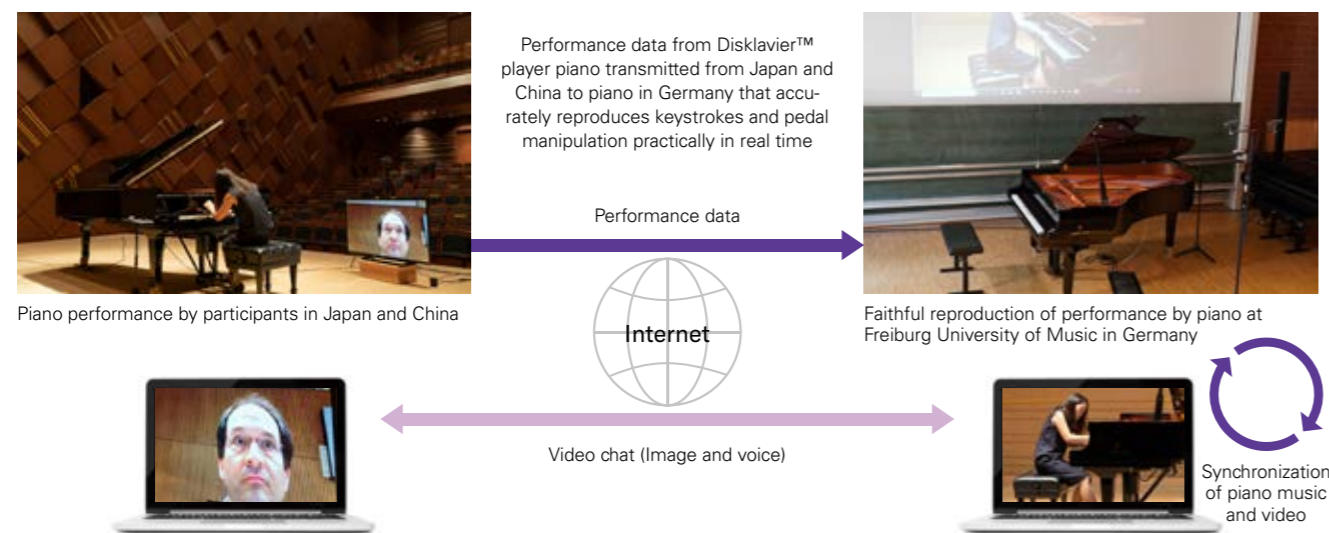 Performance data from Disklavier™
player piano transmitted from Japan and
China to piano in Germany that accu-
rately reproduces keystrokes and pedal
manipulation practically in real time
Performance data
Piano performance by participants in Japan and China
Faithful reproduction of performance by piano at
Freiburg University of Music in Germany
Internet
Video chat (Image and voice)
Synchronization
of piano music
and video